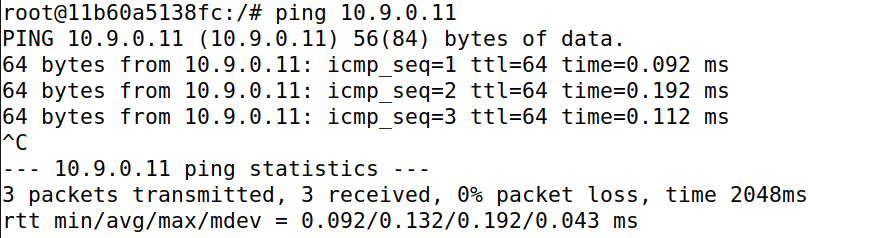 root@11b60a5138fc:/# ping 10.9.0.11
PING 10.9.0.11 (10.9.0.11) 56(84) bytes of data.
64 bytes from 10.9.0.11: icmp_seq=1 ttl=64 time=0.092 ms
64 bytes from 10.9.0.11: icmp_seq=2 ttl=64 time=0.192 ms
64 bytes from 10.9.0.11: icmp_seq=3 ttl=64 time=0.112 ms
^C
--- 10.9.0.11 ping statistics ---
3 packets transmitted, 3 received, 0% packet loss, time 2048ms
rtt min/avg/max/mdev = 0.092/0.132/0.192/0.043 ms